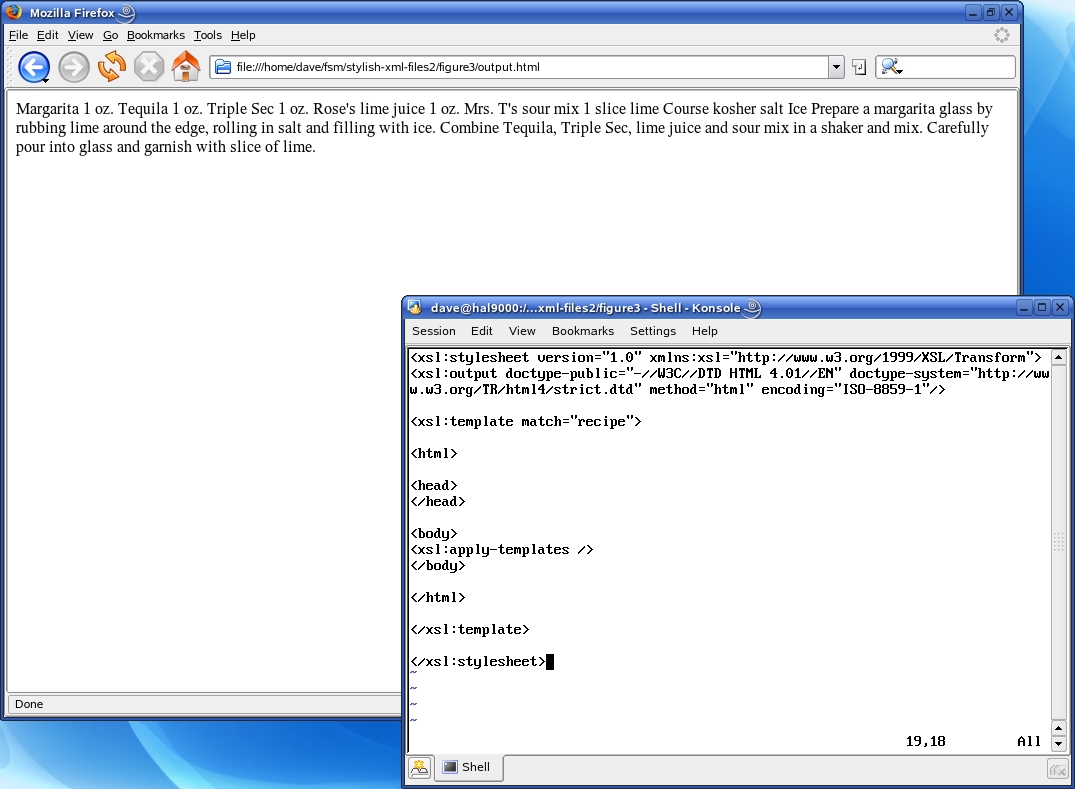 Mozilla Firefox
File Edit View Go Bookmarks Tools Help
file:///home/dave/fsm/stylish-xml-files2/figure3/output.html
Margarita 1 oz. Tequila 1 oz. Triple Sec 1 oz. Rose's lime juice 1 oz. Mrs. T's sour mix 1 slice lime Course kosher salt Ice Prepare a margarita glass by
rubbing lime around the edge, rolling in salt and filling with ice. Combine Tequila, Triple Sec, lime juice and sour mix in a shaker and mix. Carefully
pour into glass and garnish with slice of lime.
Done
dave@hal9000:/...xml-files2/figure3 - Shell - Konsole
Session Edit View Bookmarks Settings Help
<xsl:stylesheet version="1.0" xmlns:xsl="http://www.w3.org/1999/XSL/Transform">
<xsl:output doctype-public="-//W3C//DTD HTML 4.01//EN" doctype-system="http://ww
w.w3.org/TR/html4/strict.dtd" method="html" encoding="ISO-8859-1"/>
<xsl:template match="recipe">
<html>
<head>
</head>
<body>
<xsl:apply-templates />
</body>
</html>
</xsl:template>
</xsl:stylesheet>
~
~
~
~
19,18 All
Shell